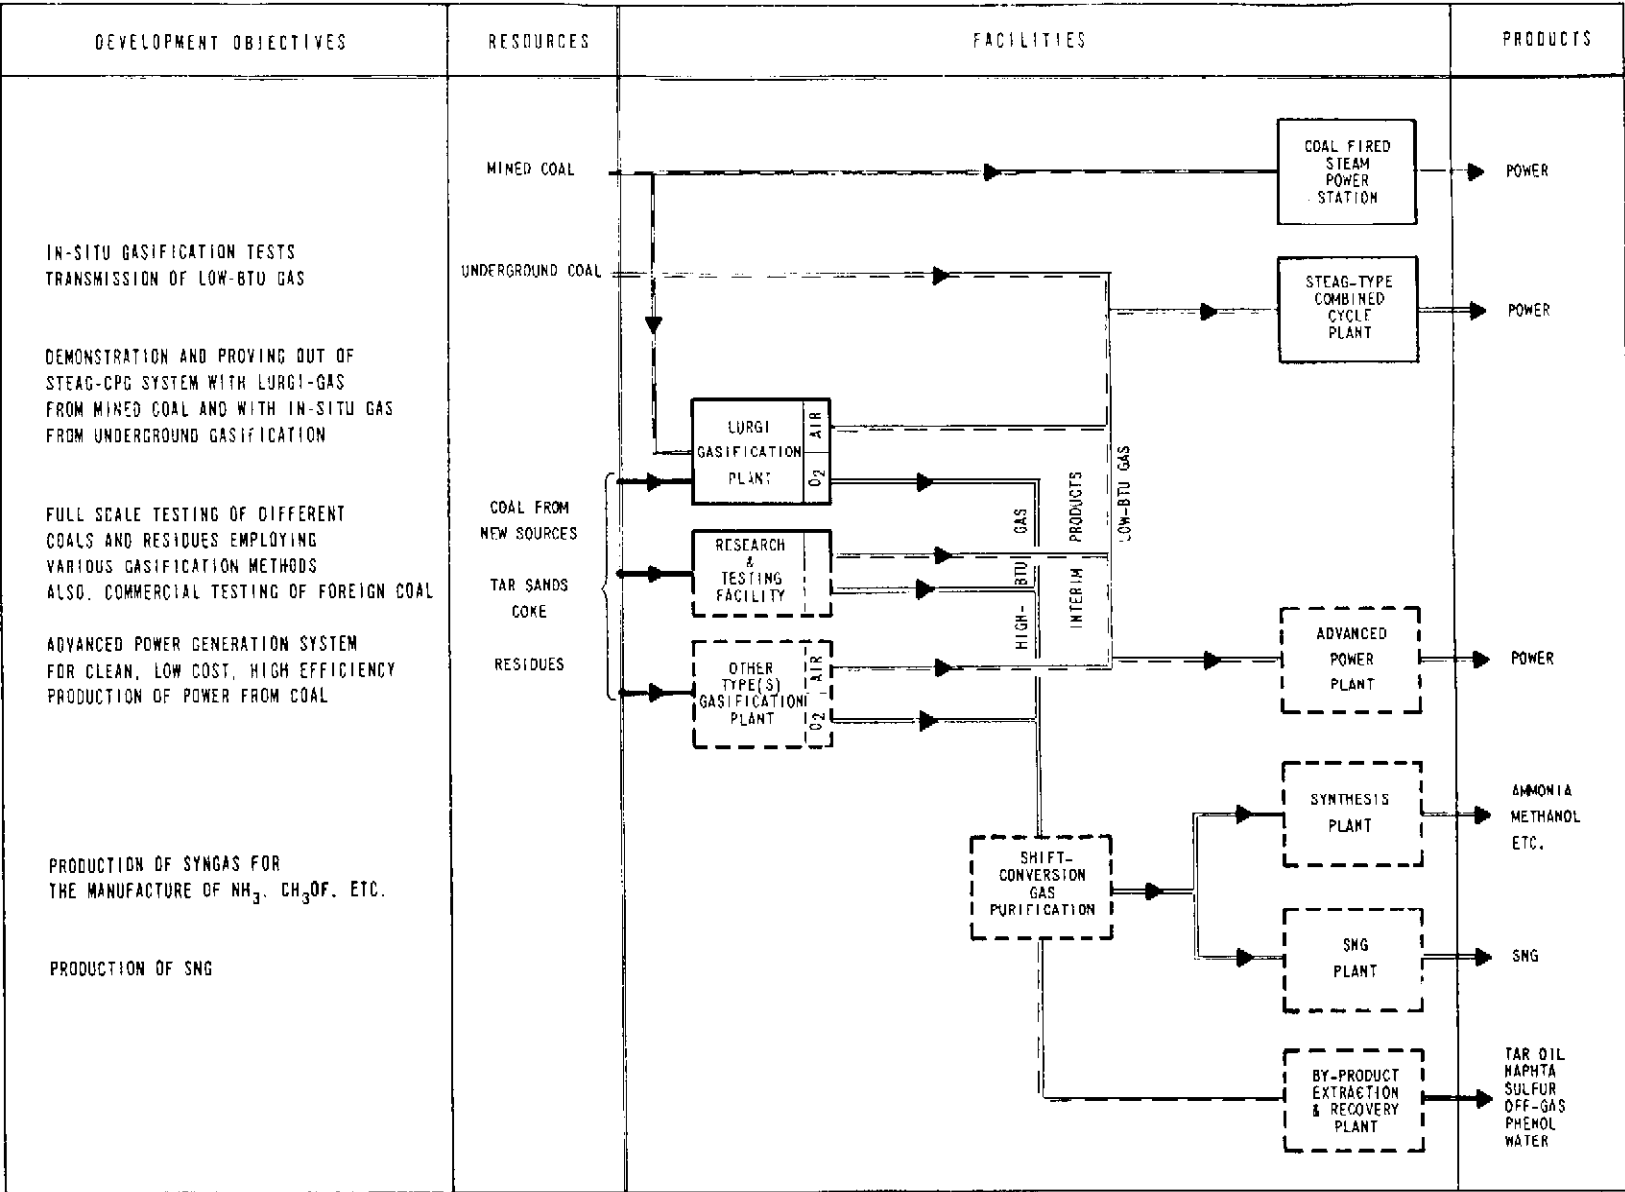 DEVELOPMENT OBJECTIVES
RESOURCES
FACILITIES
PRODUCTS
IN-SITU GASIFICATION TESTS
TRANSMISSION OF LOW-BTU GAS
DEMONSTRATION AND PROVING OUT OF
STEAG-CPG SYSTEM WITH LURGI-GAS
FROM MINED COAL AND WITH IN-SITU GAS
FROM UNDERGROUND GASIFICATION
FULL SCALE TESTING OF DIFFERENT
COALS AND RESIDUES EMPLOYING
VARIOUS GASIFICATION METHODS
ALSO. COMMERCIAL TESTING OF FOREIGN COAL
ADVANCED POWER GENERATION SYSTEM
FOR CLEAN, LOW COST, HIGH EFFICIENCY
PRODUCTION OF POWER FROM COAL
PRODUCTION OF SYNGAS FOR
THE MANUFACTURE OF NH3. CH3OF. ETC.
PRODUCTION OF SNG
MINED COAL
UNDERGROUND COAL
COAL FROM
NEW SOURCES
TAR SANDS
COKE
RESIDUES
LURGI
GASIFICATION
PLANT
AIR
O2
RESEARCH
&
TESTING
FACILITY
OTHER
TYPE(S)
GASIFICATION
PLANT
AIR
O2
HIGH-BTU GAS
INTERIM PRODUCTS
LOW-BTU GAS
SHIFT-
CONVERSION
GAS
PURIFICATION
COAL FIRED
STEAM
POWER
STATION
STEAG-TYPE
COMBINED
CYCLE
PLANT
ADVANCED
POWER
PLANT
SYNTHESIS
PLANT
SNG
PLANT
BY-PRODUCT
EXTRACTION
& RECOVERY
PLANT
POWER
POWER
POWER
AMMONIA
METHANOL
ETC.
SNG
TAR OIL
NAPHTA
SULFUR
OFF-GAS
PHENOL
WATER